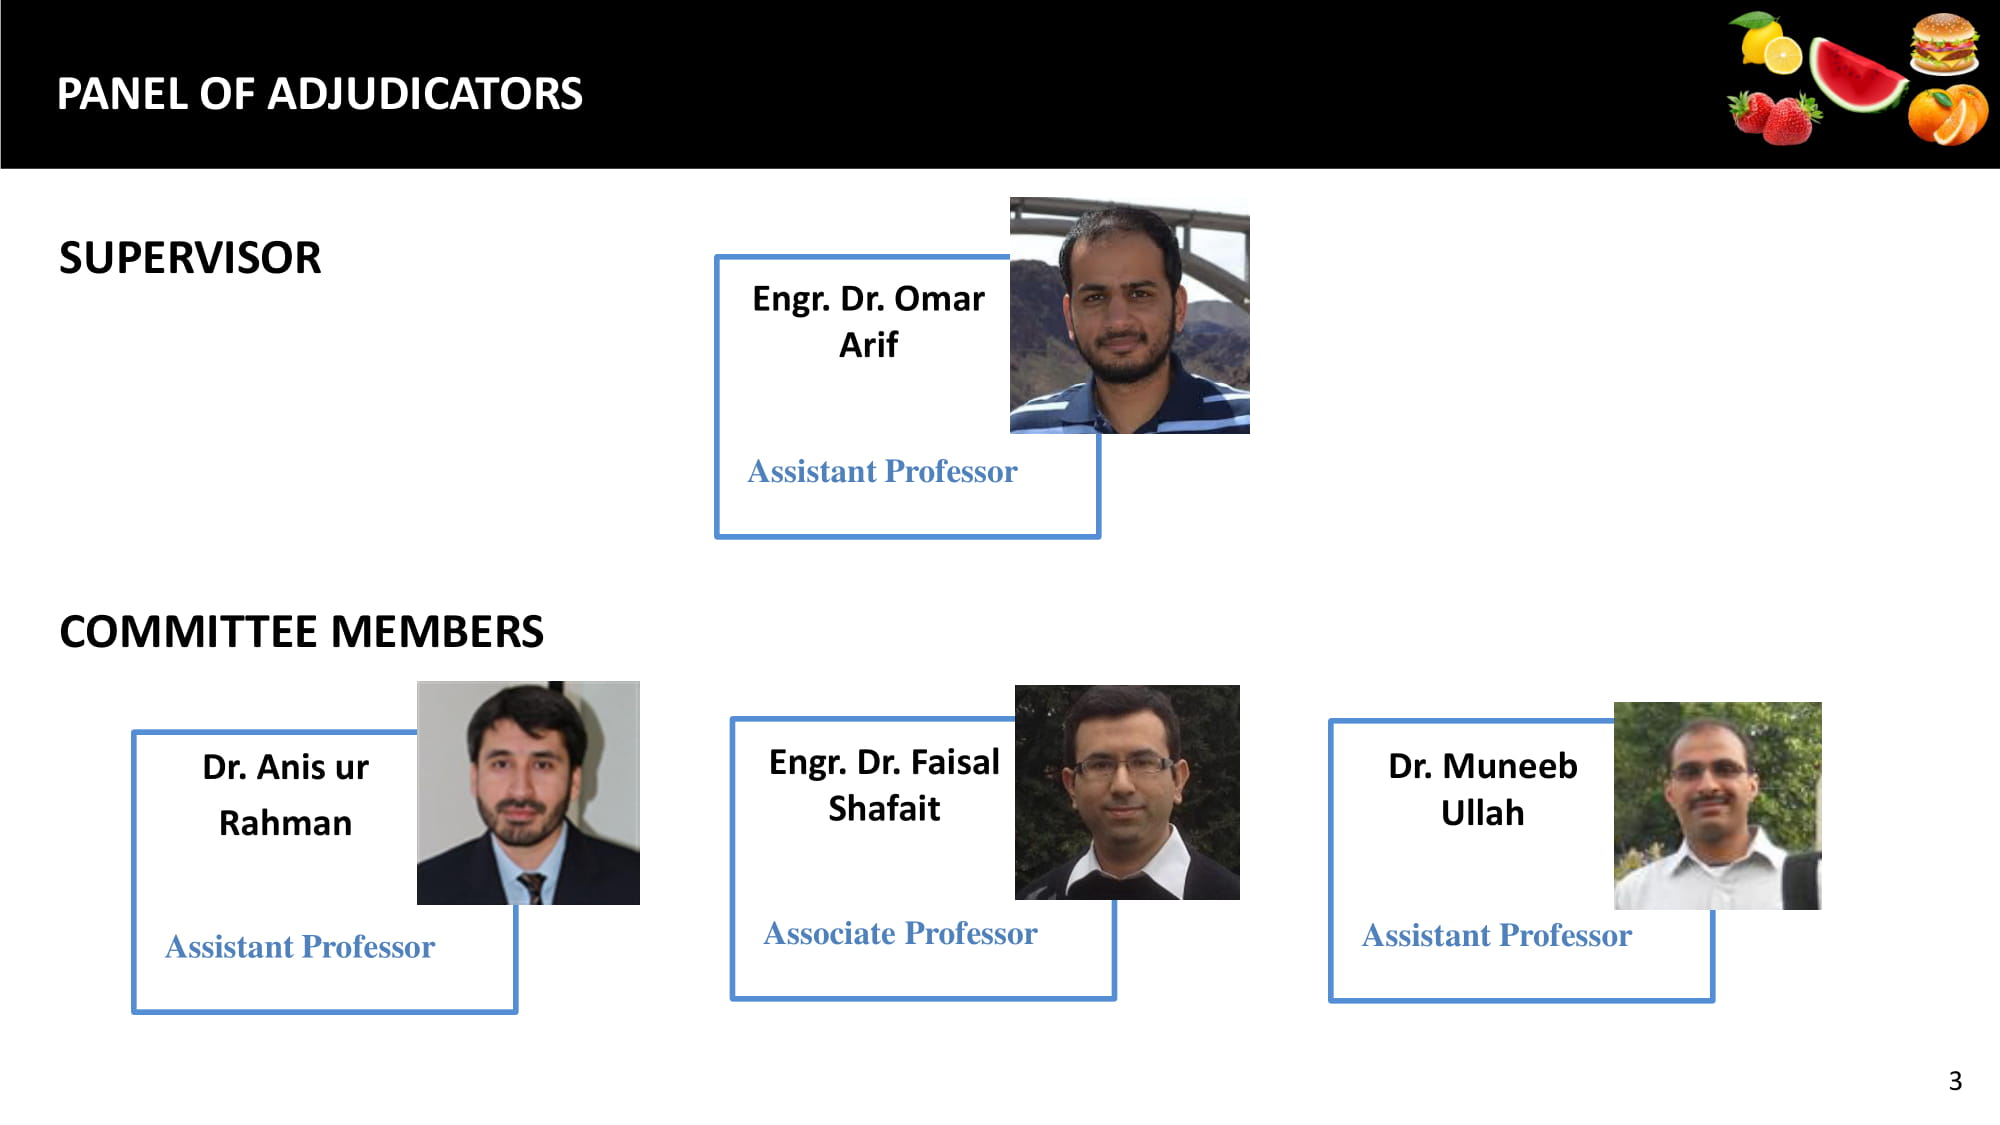 PANEL OF ADJUDICATORS
SUPERVISOR
Engr. Dr. Omar
Arif
Assistant Professor
COMMITTEE MEMBERS
Dr. Anis ur
Rahman
Assistant Professor
Engr. Dr. Faisal
Shafait
Associate Professor
Dr. Muneeb
Ullah
Assistant Professor
3